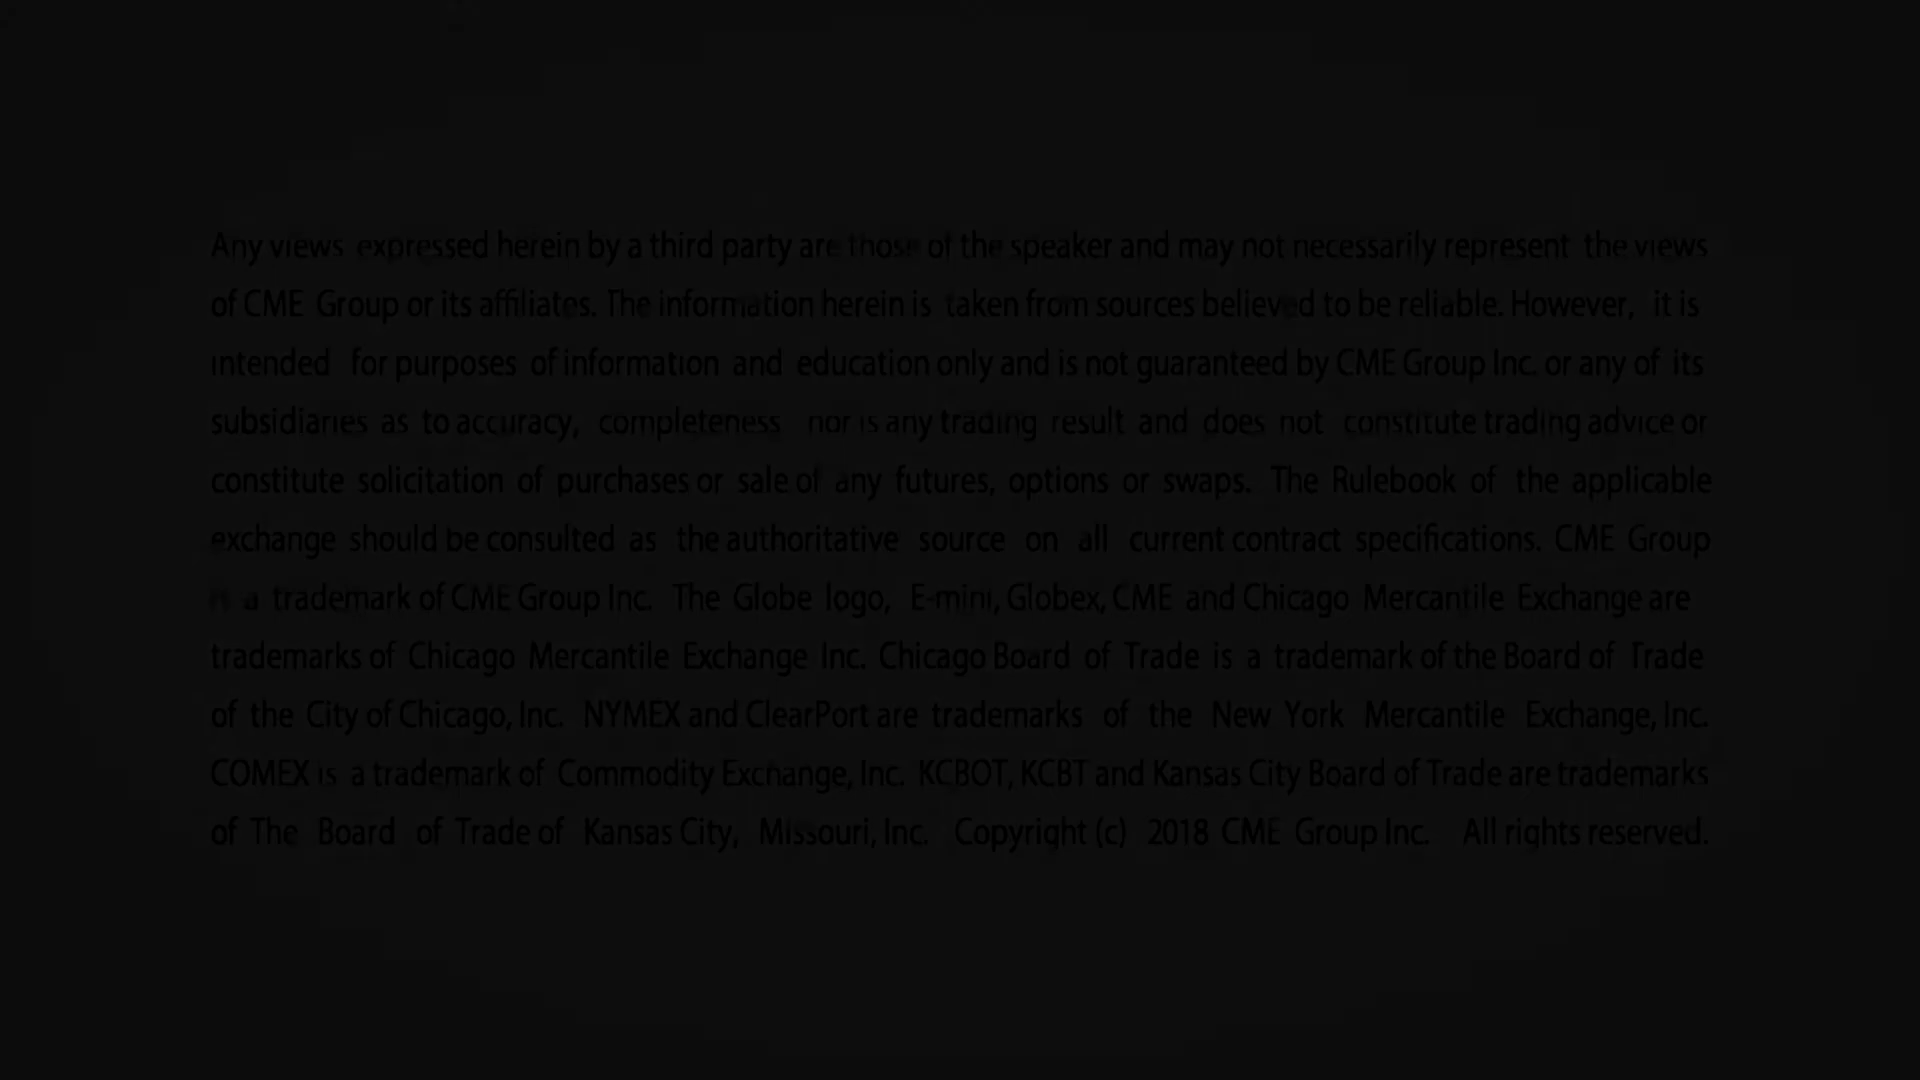 Any views expressed herein by a third party are those of the speaker and may not necessarily represent the views
of CME Group or its affiliates. The information herein is taken from sources believed to be reliable. However, it is
intended for purposes of information and education only and is not guaranteed by CME Group Inc. or any of its
subsidiaries as to accuracy, completeness nor is any trading result and does not constitute trading advice or
constitute solicitation of purchases or sale of any futures, options or swaps. The Rulebook of the applicable
exchange should be consulted as the authoritative source on all current contract specifications. CME Group
is a trademark of CME Group Inc. The Globe logo, E-mini, Globex, CME and Chicago Mercantile Exchange are
trademarks of Chicago Mercantile Exchange Inc. Chicago Board of Trade is a trademark of the Board of Trade
of the City of Chicago, Inc. NYMEX and ClearPort are trademarks of the New York Mercantile Exchange, Inc.
COMEX is a trademark of Commodity Exchange, Inc. KCBOT, KCBT and Kansas City Board of Trade are trademarks
of The Board of Trade of Kansas City, Missouri, Inc. Copyright (c) 2018 CME Group Inc. All rights reserved.